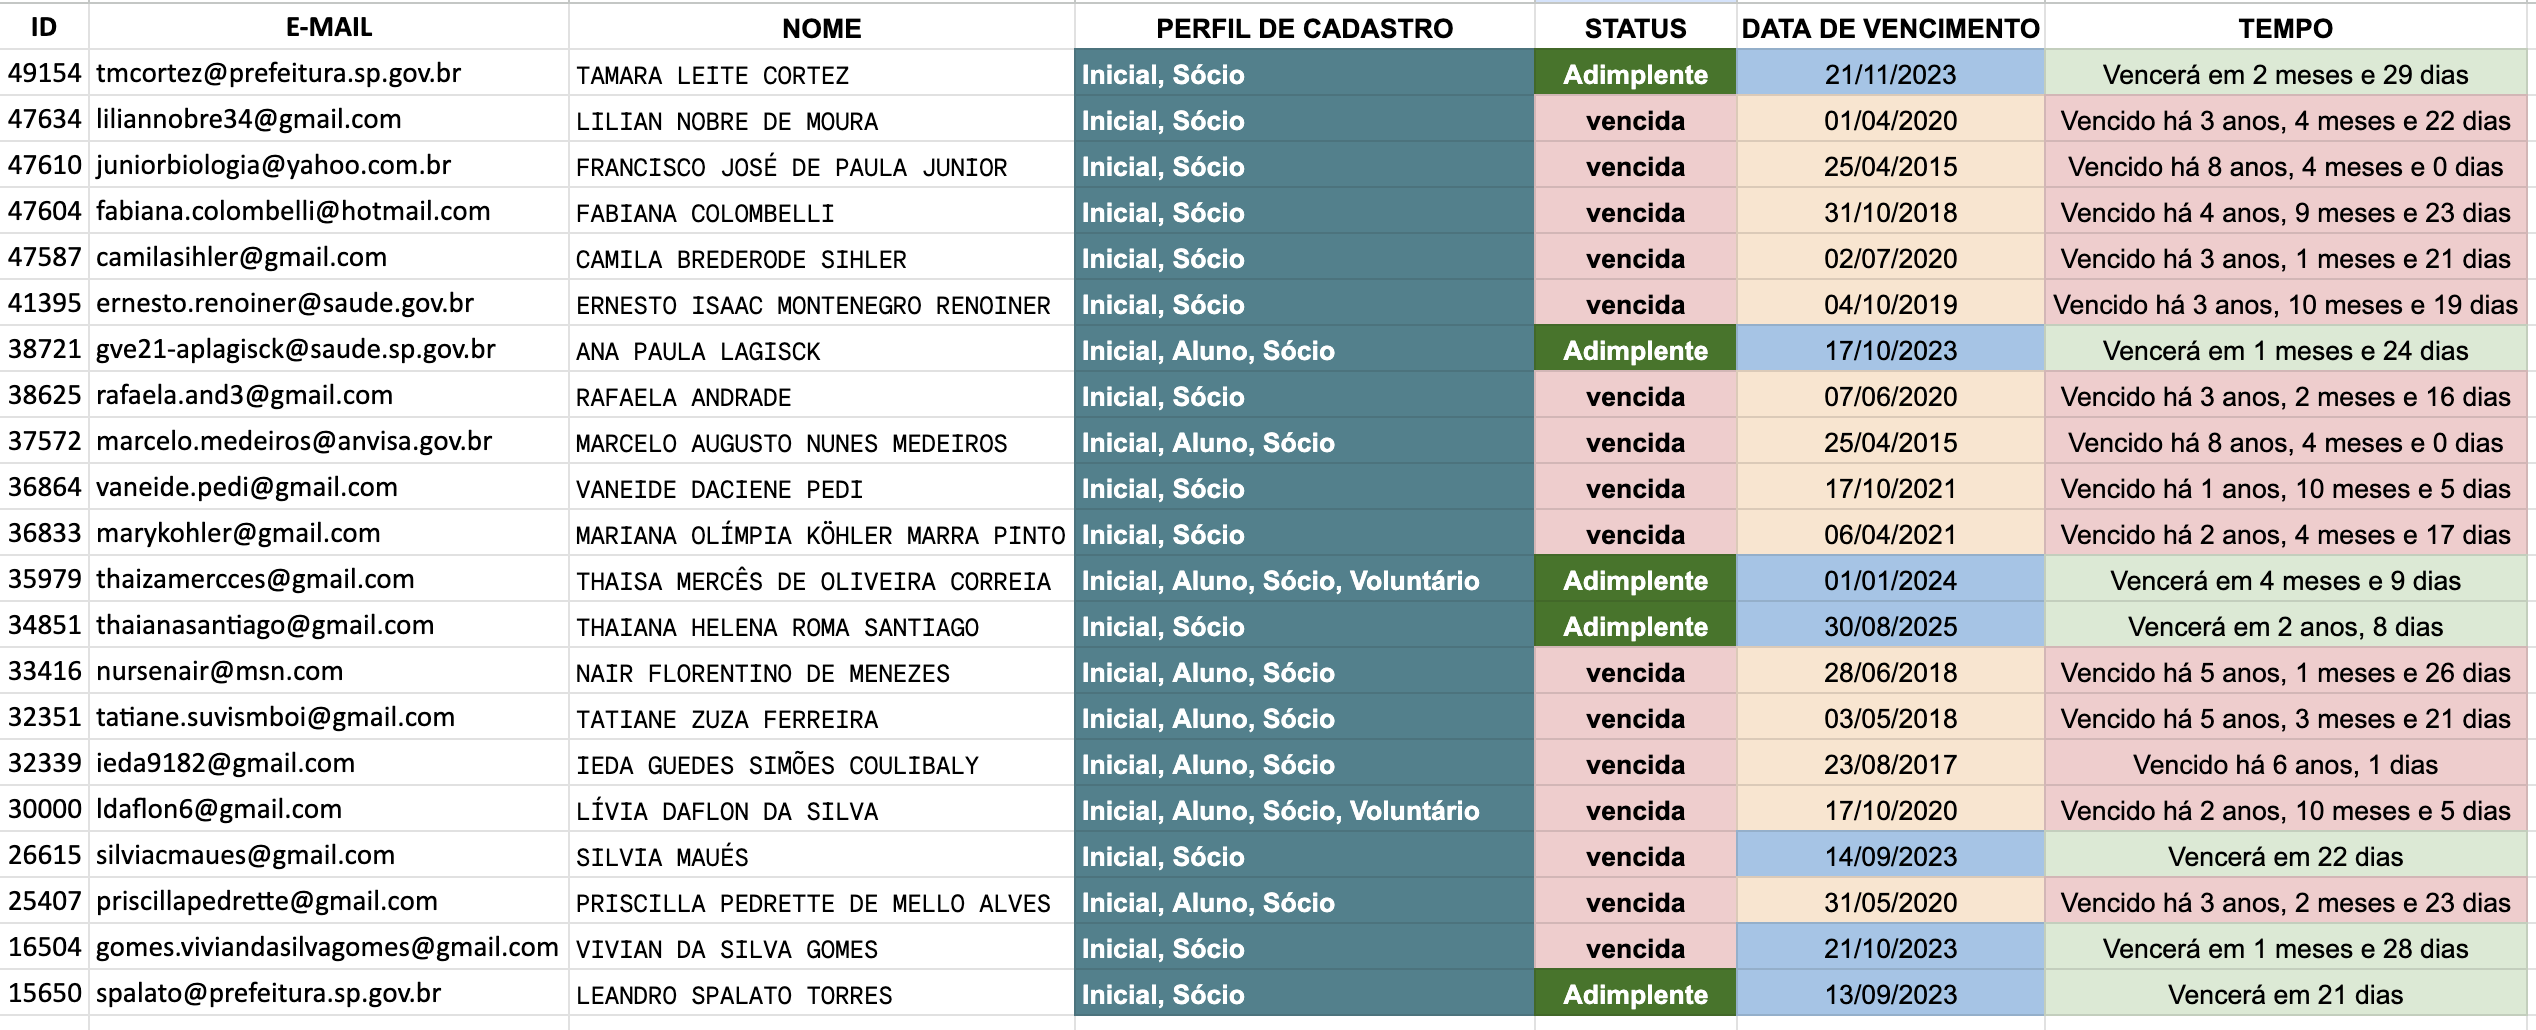 ID E-MAIL NOME PERFIL DE CADASTRO STATUS DATA DE VENCIMENTO TEMPO
49154 tmcortez@prefeitura.sp.gov.br TAMARA LEITE CORTEZ Inicial, Sócio Adimplente 21/11/2023 Vencerá em 2 meses e 29 dias
47634 liliannobre34@gmail.com LILIAN NOBRE DE MOURA Inicial, Sócio vencida 01/04/2020 Vencido há 3 anos, 4 meses e 22 dias
47610 juniorbiologia@yahoo.com.br FRANCISCO JOSÉ DE PAULA JUNIOR Inicial, Sócio vencida 25/04/2015 Vencido há 8 anos, 4 meses e 0 dias
47604 fabiana.colombelli@hotmail.com FABIANA COLOMBELLI Inicial, Sócio vencida 31/10/2018 Vencido há 4 anos, 9 meses e 23 dias
47587 camilasihler@gmail.com CAMILA BREDERODE SIHLER Inicial, Sócio vencida 02/07/2020 Vencido há 3 anos, 1 meses e 21 dias
41395 ernesto.renoiner@saude.gov.br ERNESTO ISAAC MONTENEGRO RENOINER Inicial, Sócio vencida 04/10/2019 Vencido há 3 anos, 10 meses e 19 dias
38721 gve21-aplagisck@saude.sp.gov.br ANA PAULA LAGISCK Inicial, Aluno, Sócio Adimplente 17/10/2023 Vencerá em 1 meses e 24 dias
38625 rafaela.and3@gmail.com RAFAELA ANDRADE Inicial, Sócio vencida 07/06/2020 Vencido há 3 anos, 2 meses e 16 dias
37572 marcelo.medeiros@anvisa.gov.br MARCELO AUGUSTO NUNES MEDEIROS Inicial, Aluno, Sócio vencida 25/04/2015 Vencido há 8 anos, 4 meses e 0 dias
36864 vaneide.pedi@gmail.com VANEIDE DACIENE PEDI Inicial, Sócio vencida 17/10/2021 Vencido há 1 anos, 10 meses e 5 dias
36833 marykohler@gmail.com MARIANA OLÍMPIA KÖHLER MARRA PINTO Inicial, Sócio vencida 06/04/2021 Vencido há 2 anos, 4 meses e 17 dias
35979 thaizamercces@gmail.com THAISA MERCÊS DE OLIVEIRA CORREIA Inicial, Aluno, Sócio, Voluntário Adimplente 01/01/2024 Vencerá em 4 meses e 9 dias
34851 thaianasantiago@gmail.com THAIANA HELENA ROMA SANTIAGO Inicial, Sócio Adimplente 30/08/2025 Vencerá em 2 anos, 8 dias
33416 nursenair@msn.com NAIR FLORENTINO DE MENEZES Inicial, Aluno, Sócio vencida 28/06/2018 Vencido há 5 anos, 1 meses e 26 dias
32351 tatiane.suvismboi@gmail.com TATIANE ZUZA FERREIRA Inicial, Aluno, Sócio vencida 03/05/2018 Vencido há 5 anos, 3 meses e 21 dias
32339 ieda9182@gmail.com IEDA GUEDES SIMÕES COULIBALY Inicial, Aluno, Sócio vencida 23/08/2017 Vencido há 6 anos, 1 dias
30000 ldaflon6@gmail.com LÍVIA DAFLON DA SILVA Inicial, Aluno, Sócio, Voluntário vencida 17/10/2020 Vencido há 2 anos, 10 meses e 5 dias
26615 silviacmaues@gmail.com SILVIA MAUÉS Inicial, Sócio vencida 14/09/2023 Vencerá em 22 dias
25407 priscillapedrette@gmail.com PRISCILLA PEDRETTE DE MELLO ALVES Inicial, Aluno, Sócio vencida 31/05/2020 Vencido há 3 anos, 2 meses e 23 dias
16504 gomes.viviandasilvagomes@gmail.com VIVIAN DA SILVA GOMES Inicial, Sócio vencida 21/10/2023 Vencerá em 1 meses e 28 dias
15650 spalato@prefeitura.sp.gov.br LEANDRO SPALATO TORRES Inicial, Sócio Adimplente 13/09/2023 Vencerá em 21 dias